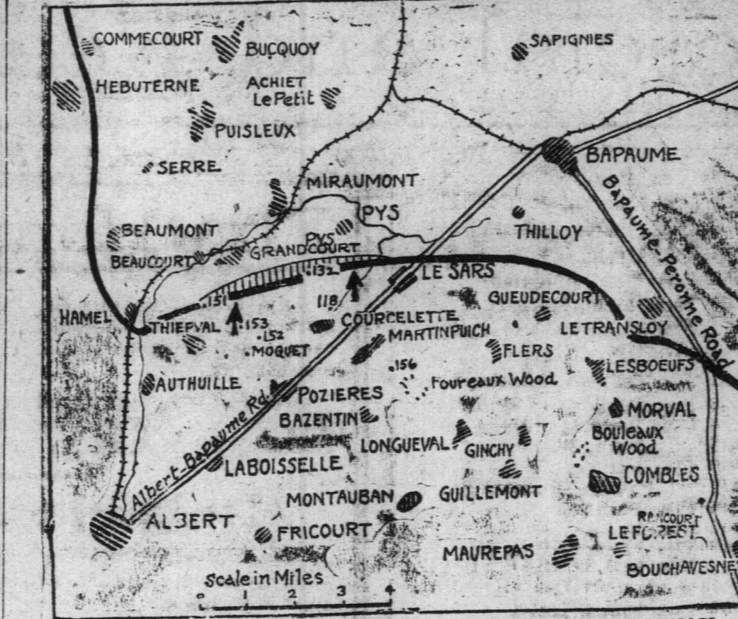 COMMECOURT
BUCQUOY
SAPIGNIES
HEBUTERNE
ACHIET
Le Petit
PUISLEUX
BAPAUME
SERRE
MIRAUMONT
PYS
PYS
THILLOY
BEAUMONT
BEAUCOURT
GRANDCOURT
Bapaume-Peronne Road
.132
LE SARS
.151
118
GUEUDECOURT
HAMEL
THIEPVAL
.153
COURCELETTE
LETRANSLOY
.152
MARTINPUICH
.MOQUET
FLERS
LESBOEUFS
.156
AUTHUILLE
Foureaux Wood
POZIERES
MORVAL
BAZENTIN
Bouleaux
Wood
Albert-Bapaume Rd.
LONGUEVAL
GINCHY
LABOISSELLE
COMBLES
MONTAUBAN
GUILLEMONT
ALBERT
RANCOURT
FRICOURT
LEFOREST
MAUREPAS
BOUCHAVESNE
Scale in Miles
0 1 2 3 4